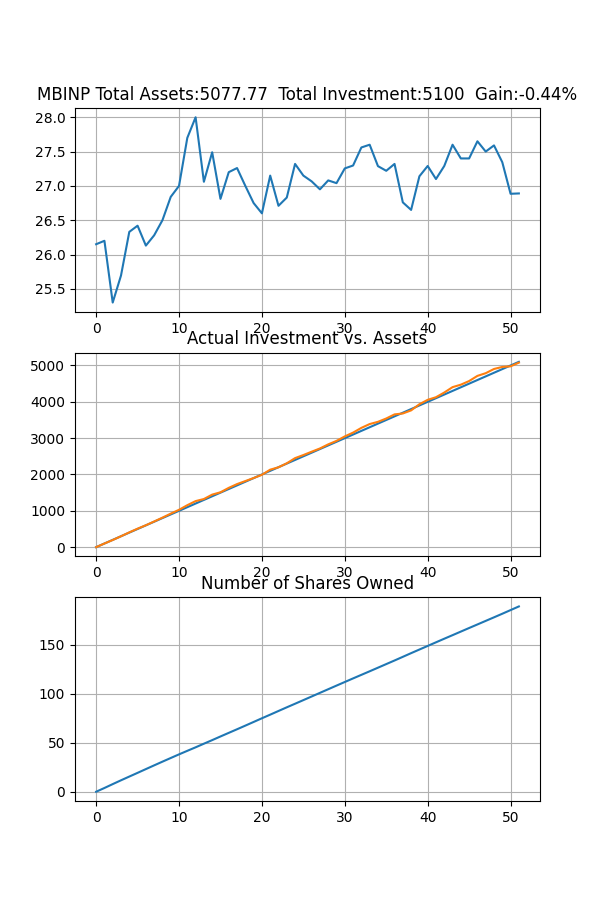 MBINP Total Assets:5077.77  Total Investment:5100  Gain:-0.44%
28.0
27.5
27.0
26.5
26.0
25.5
0 10 20 30 40 50
Actual Investment vs. Assets
5000
4000
3000
2000
1000
0
0 10 20 30 40 50
Number of Shares Owned
150
100
50
0
0 10 20 30 40 50